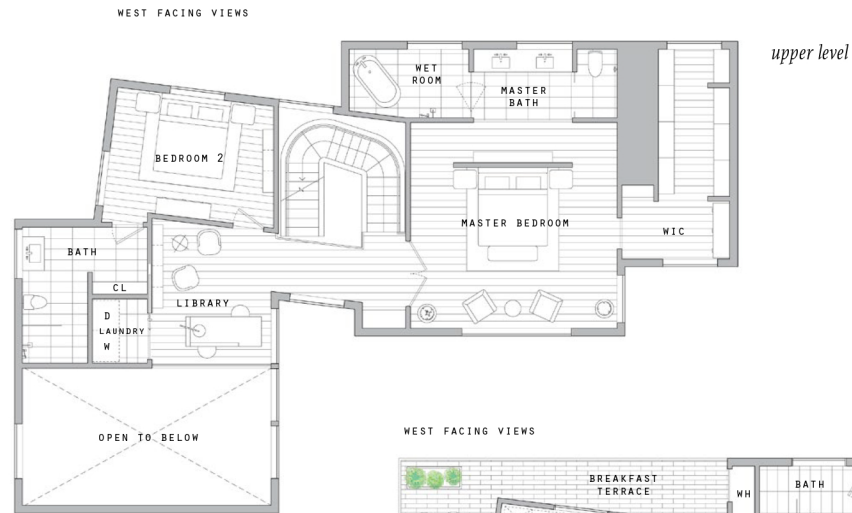 WEST FACING VIEWS
upper level
WET
ROOM
MASTER
BATH
BEDROOM 2
MASTER BEDROOM
WIC
BATH
CL
LIBRARY
D
LAUNDRY
W
OPEN TO BELOW
WEST FACING VIEWS
BREAKFAST
TERRACE
WH
BATH